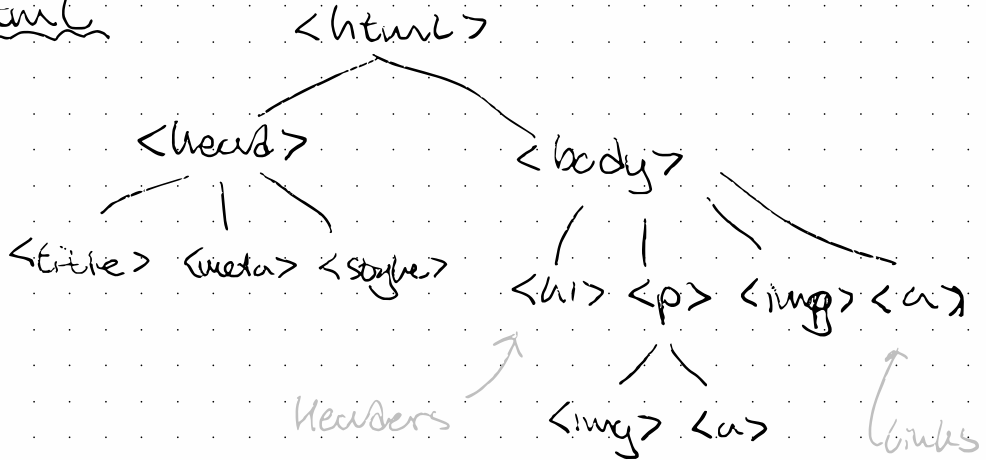 <html>
<head>
<body>
<title> <meta> <style>
<h1> <p> <img> <a>
Headers
<img> <a>
Links